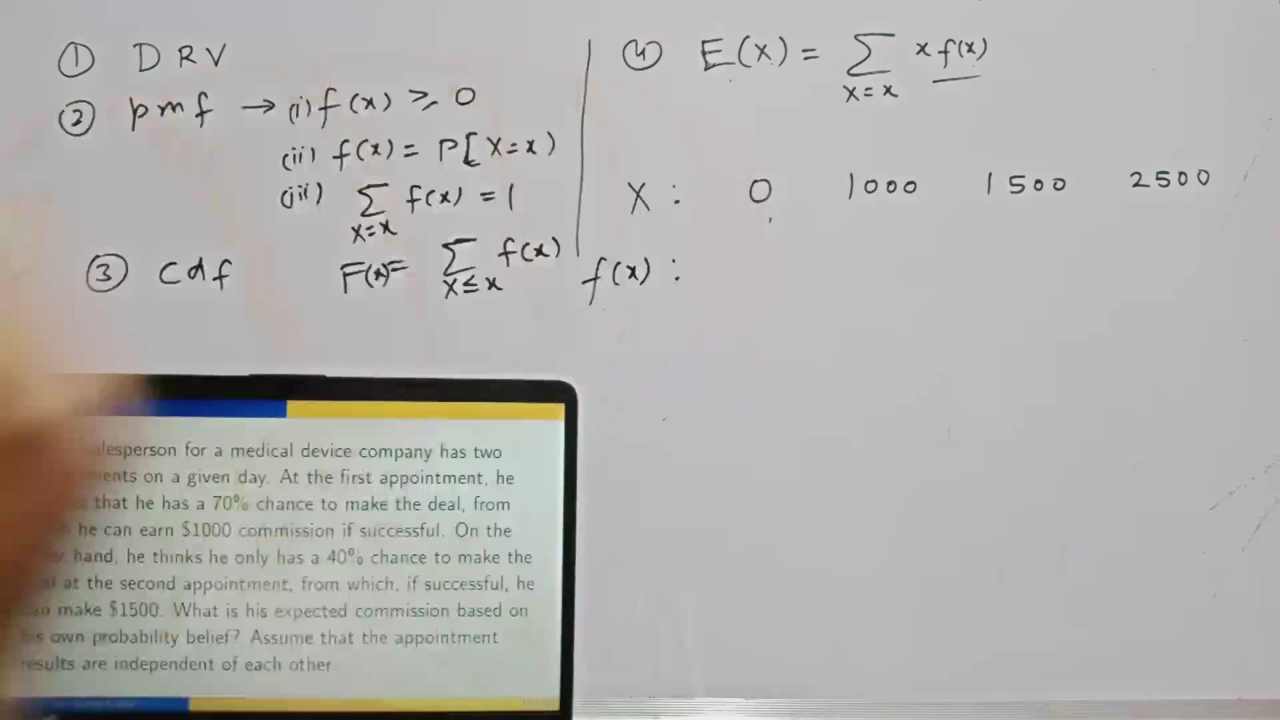 ① DRV
② pmf → (i) f(x) ≥ 0
(ii) f(x) = P[X=x)
(iii) ∑ f(x) = 1
X=x
③ cdf F(x) = ∑ f(x)
X≤x
④ E(X) = ∑ x f(x)
X=x
X : 0 1000 1500 2500
f(x) :
for a medical device company has two
on a given day. At the first appointment, he
that he has a 70% chance to make the deal, from
he can earn $1000 commission if successful. On the
hand, he thinks he only has a 40% chance to make the
at the second appointment, from which, if successful, he
make $1500. What is his expected commission based on
own probability belief? Assume that the appointment
results are independent of each other.